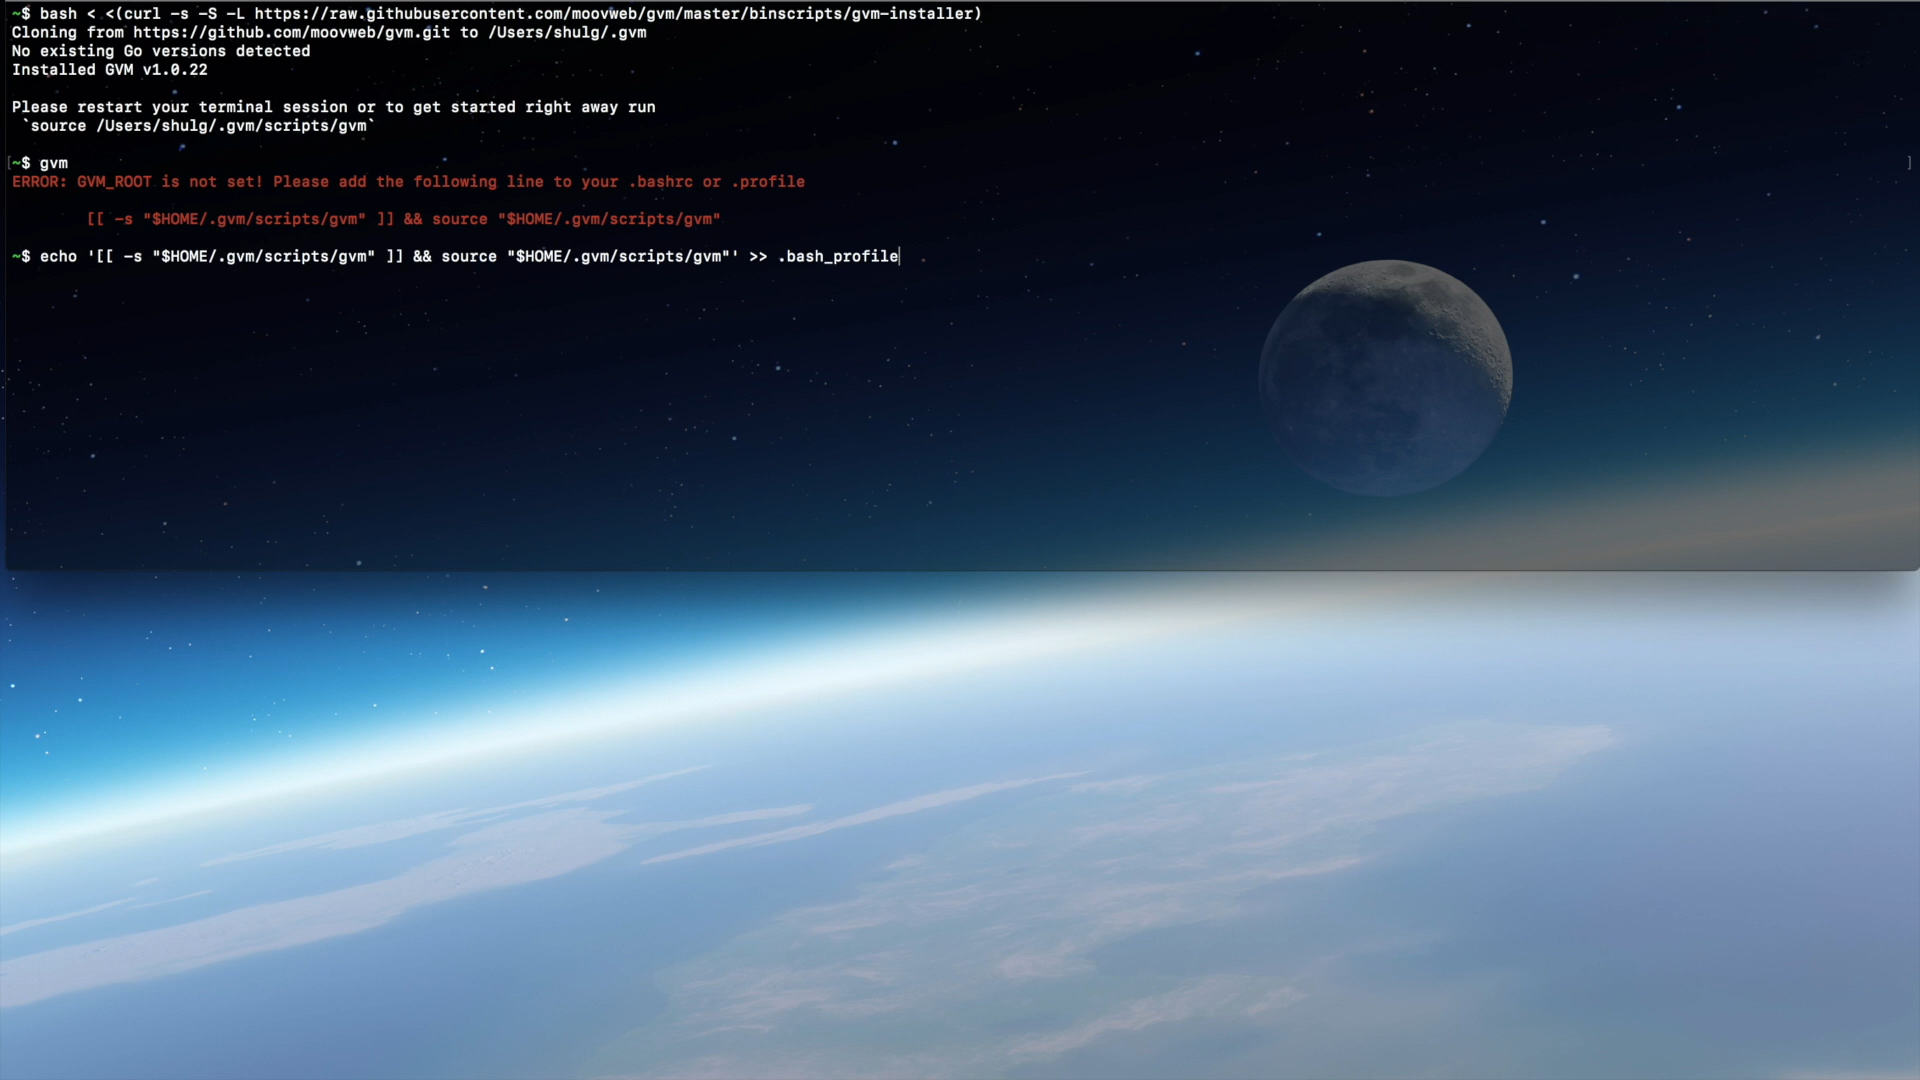 ~$ bash < <(curl -s -S -L https://raw.githubusercontent.com/moovweb/gvm/master/binscripts/gvm-installer)
Cloning from https://github.com/moovweb/gvm.git to /Users/shulg/.gvm
No existing Go versions detected
Installed GVM v1.0.22
Please restart your terminal session or to get started right away run
`source /Users/shulg/.gvm/scripts/gvm`
[~$ gvm ]
ERROR: GVM_ROOT is not set! Please add the following line to your .bashrc or .profile
[[ -s "$HOME/.gvm/scripts/gvm" ]] && source "$HOME/.gvm/scripts/gvm"
~$ echo '[[ -s "$HOME/.gvm/scripts/gvm" ]] && source "$HOME/.gvm/scripts/gvm"' >> .bash_profile